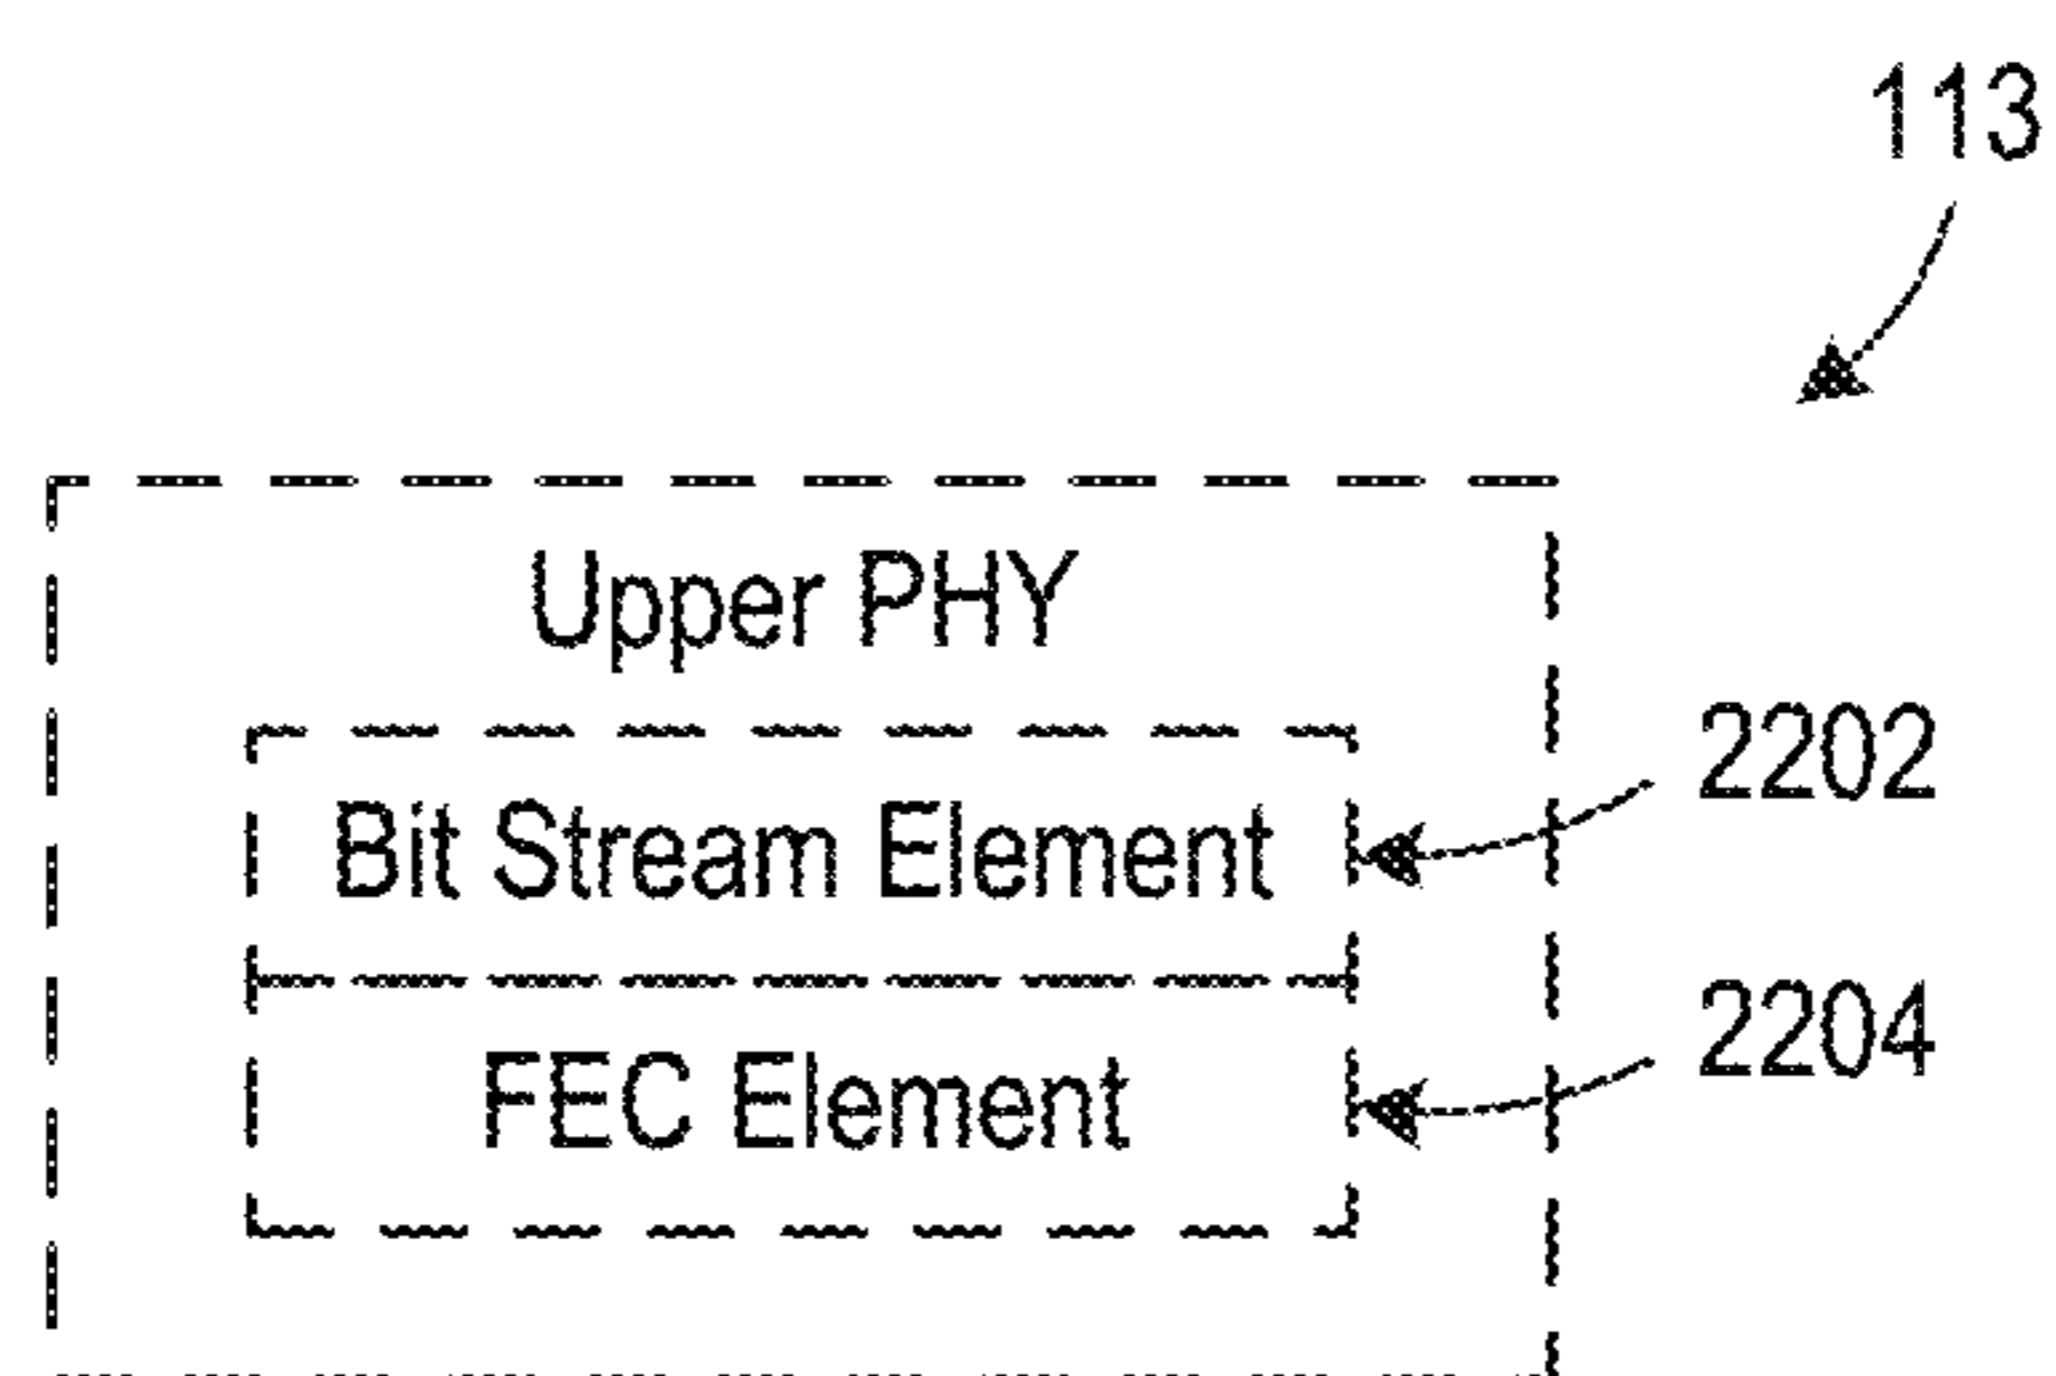 113
Upper PHY
2202
Bit Stream Element
2204
FEC Element